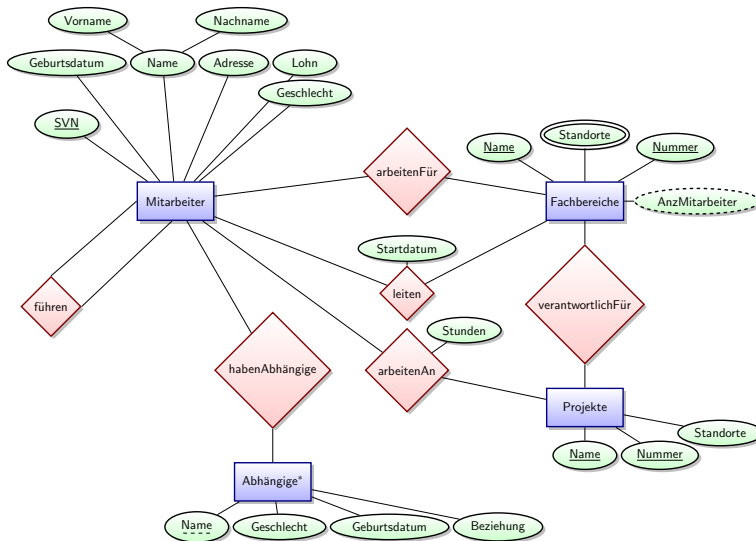 Vorname
Nachname
Geburtsdatum
Name
Adresse
Lohn
Geschlecht
SVN
Standorte
Name
Nummer
arbeitenFür
Mitarbeiter
Fachbereiche
AnzMitarbeiter
Startdatum
leiten
führen
verantwortlichFür
Stunden
habenAbhängige
arbeitenAn
Projekte
Standorte
Name
Nummer
Abhängige*
Name
Geschlecht
Geburtsdatum
Beziehung